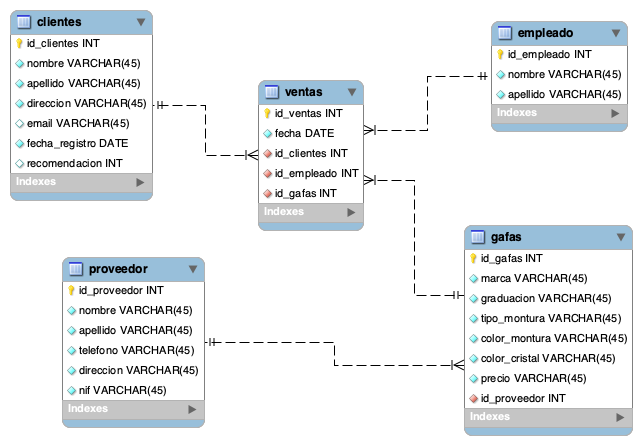 clientes
id_clientes INT
nombre VARCHAR(45)
apellido VARCHAR(45)
direccion VARCHAR(45)
email VARCHAR(45)
fecha_registro DATE
recomendacion INT
Indexes
ventas
id_ventas INT
fecha DATE
id_clientes INT
id_empleado INT
id_gafas INT
Indexes
empleado
id_empleado INT
nombre VARCHAR(45)
apellido VARCHAR(45)
Indexes
proveedor
id_proveedor INT
nombre VARCHAR(45)
apellido VARCHAR(45)
telefono VARCHAR(45)
direccion VARCHAR(45)
nif VARCHAR(45)
Indexes
gafas
id_gafas INT
marca VARCHAR(45)
graduacion VARCHAR(45)
tipo_montura VARCHAR(45)
color_montura VARCHAR(45)
color_cristal VARCHAR(45)
precio VARCHAR(45)
id_proveedor INT
Indexes